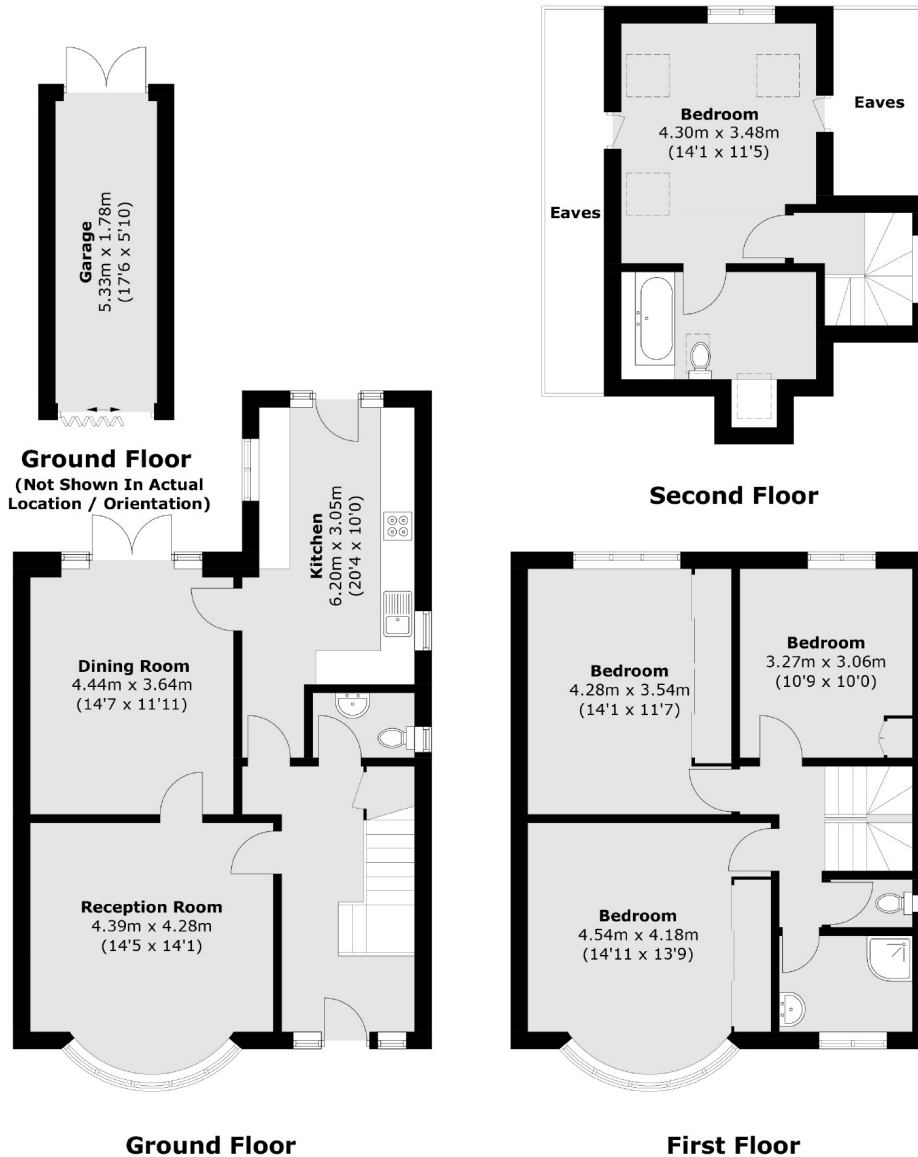 Garage
5.33m x 1.78m
(17'6 x 5'10)
Ground Floor
(Not Shown In Actual
Location / Orientation)
Bedroom
4.30m x 3.48m
(14'1 x 11'5)
Eaves
Eaves
Second Floor
Kitchen
6.20m x 3.05m
(20'4 x 10'0)
Dining Room
4.44m x 3.64m
(14'7 x 11'11)
Reception Room
4.39m x 4.28m
(14'5 x 14'1)
Ground Floor
Bedroom
4.28m x 3.54m
(14'1 x 11'7)
Bedroom
3.27m x 3.06m
(10'9 x 10'0)
Bedroom
4.54m x 4.18m
(14'11 x 13'9)
First Floor